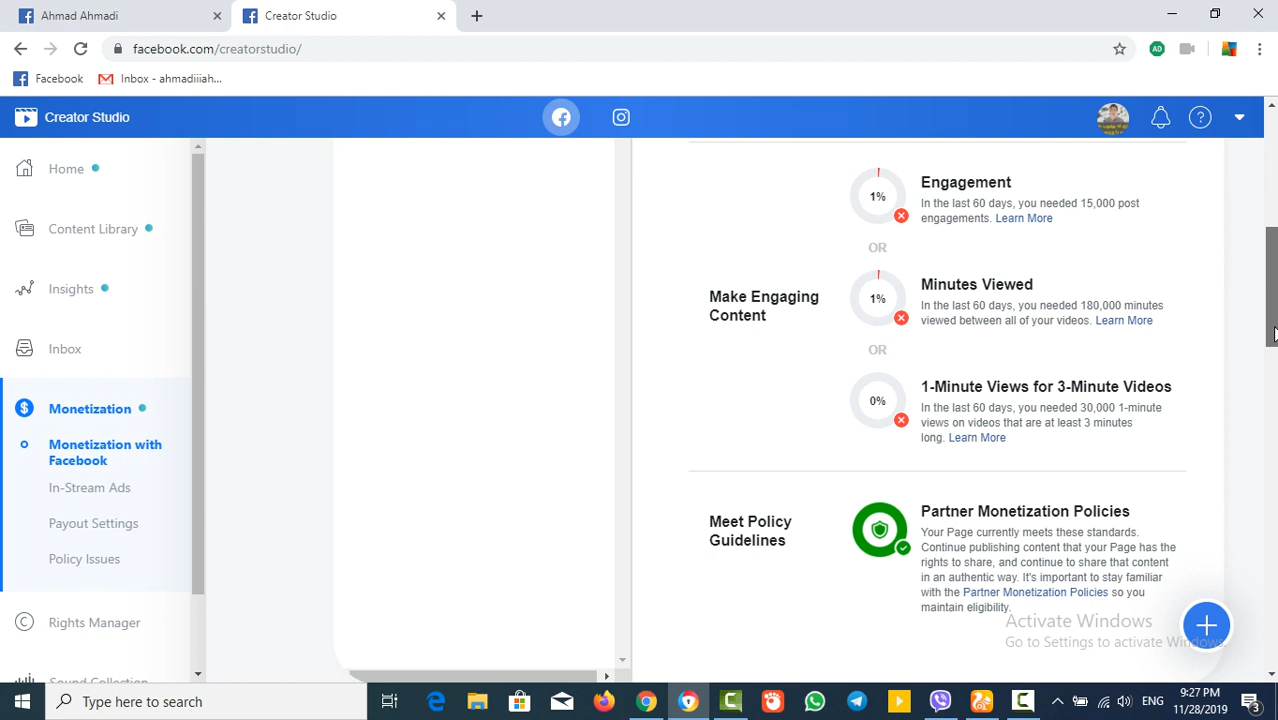 Ahmad Ahmadi
Creator Studio
facebook.com/creatorstudio/
AD
Facebook
Inbox - ahmadiiiah...
Creator Studio
Home
Content Library
Insights
Inbox
Monetization
Monetization with
Facebook
In-Stream Ads
Payout Settings
Policy Issues
Rights Manager
Make Engaging
Content
1%
Engagement
In the last 60 days, you needed 15,000 post
engagements. Learn More
OR
1%
Minutes Viewed
In the last 60 days, you needed 180,000 minutes
viewed between all of your videos. Learn More
OR
0%
1-Minute Views for 3-Minute Videos
In the last 60 days, you needed 30,000 1-minute
views on videos that are at least 3 minutes
long. Learn More
Meet Policy
Guidelines
Partner Monetization Policies
Your Page currently meets these standards.
Continue publishing content that your Page has the
rights to share, and continue to share that content
in an authentic way. It's important to stay familiar
with the Partner Monetization Policies so you
maintain eligibility.
Activate Windows
Go to Settings to activate Windows.
Type here to search
ENG
9:27 PM
11/28/2019
3